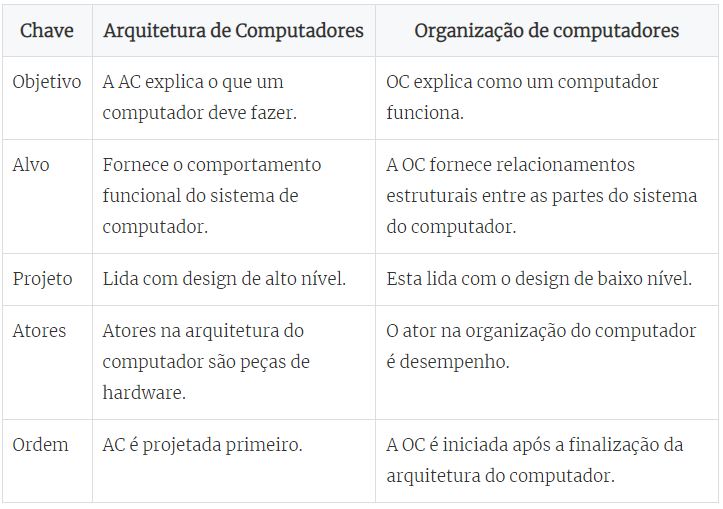 Chave Arquitetura de Computadores Organização de computadores
Objetivo A AC explica o que um OC explica como um computador
computador deve fazer. funciona.
Alvo Fornece o comportamento A OC fornece relacionamentos
funcional do sistema de estruturais entre as partes do sistema
computador. do computador.
Projeto Lida com design de alto nível. Esta lida com o design de baixo nível.
Atores Atores na arquitetura do O ator na organização do computador
computador são peças de é desempenho.
hardware.
Ordem AC é projetada primeiro. A OC é iniciada após a finalização da
arquitetura do computador.